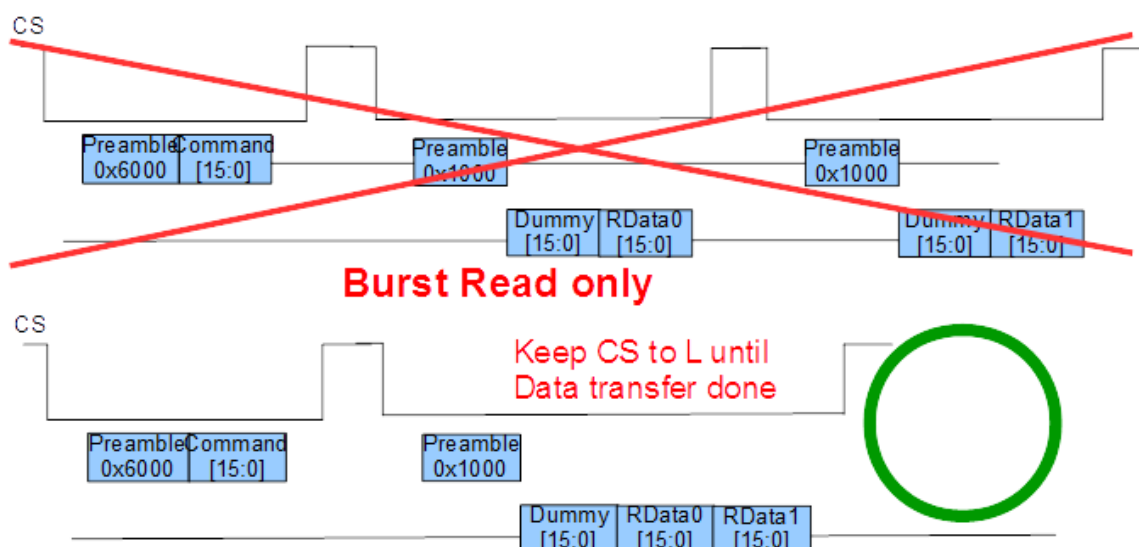 CS
Preamble Command Preamble Preamble
0x6000 [15:0] 0x1000 0x1000
Dummy RData0 Dummy RData1
[15:0] [15:0] [15:0] [15:0]
Burst Read only
CS
Keep CS to L until
Data transfer done
Preamble Command Preamble
0x6000 [15:0] 0x1000
Dummy RData0 RData1
[15:0] [15:0] [15:0]